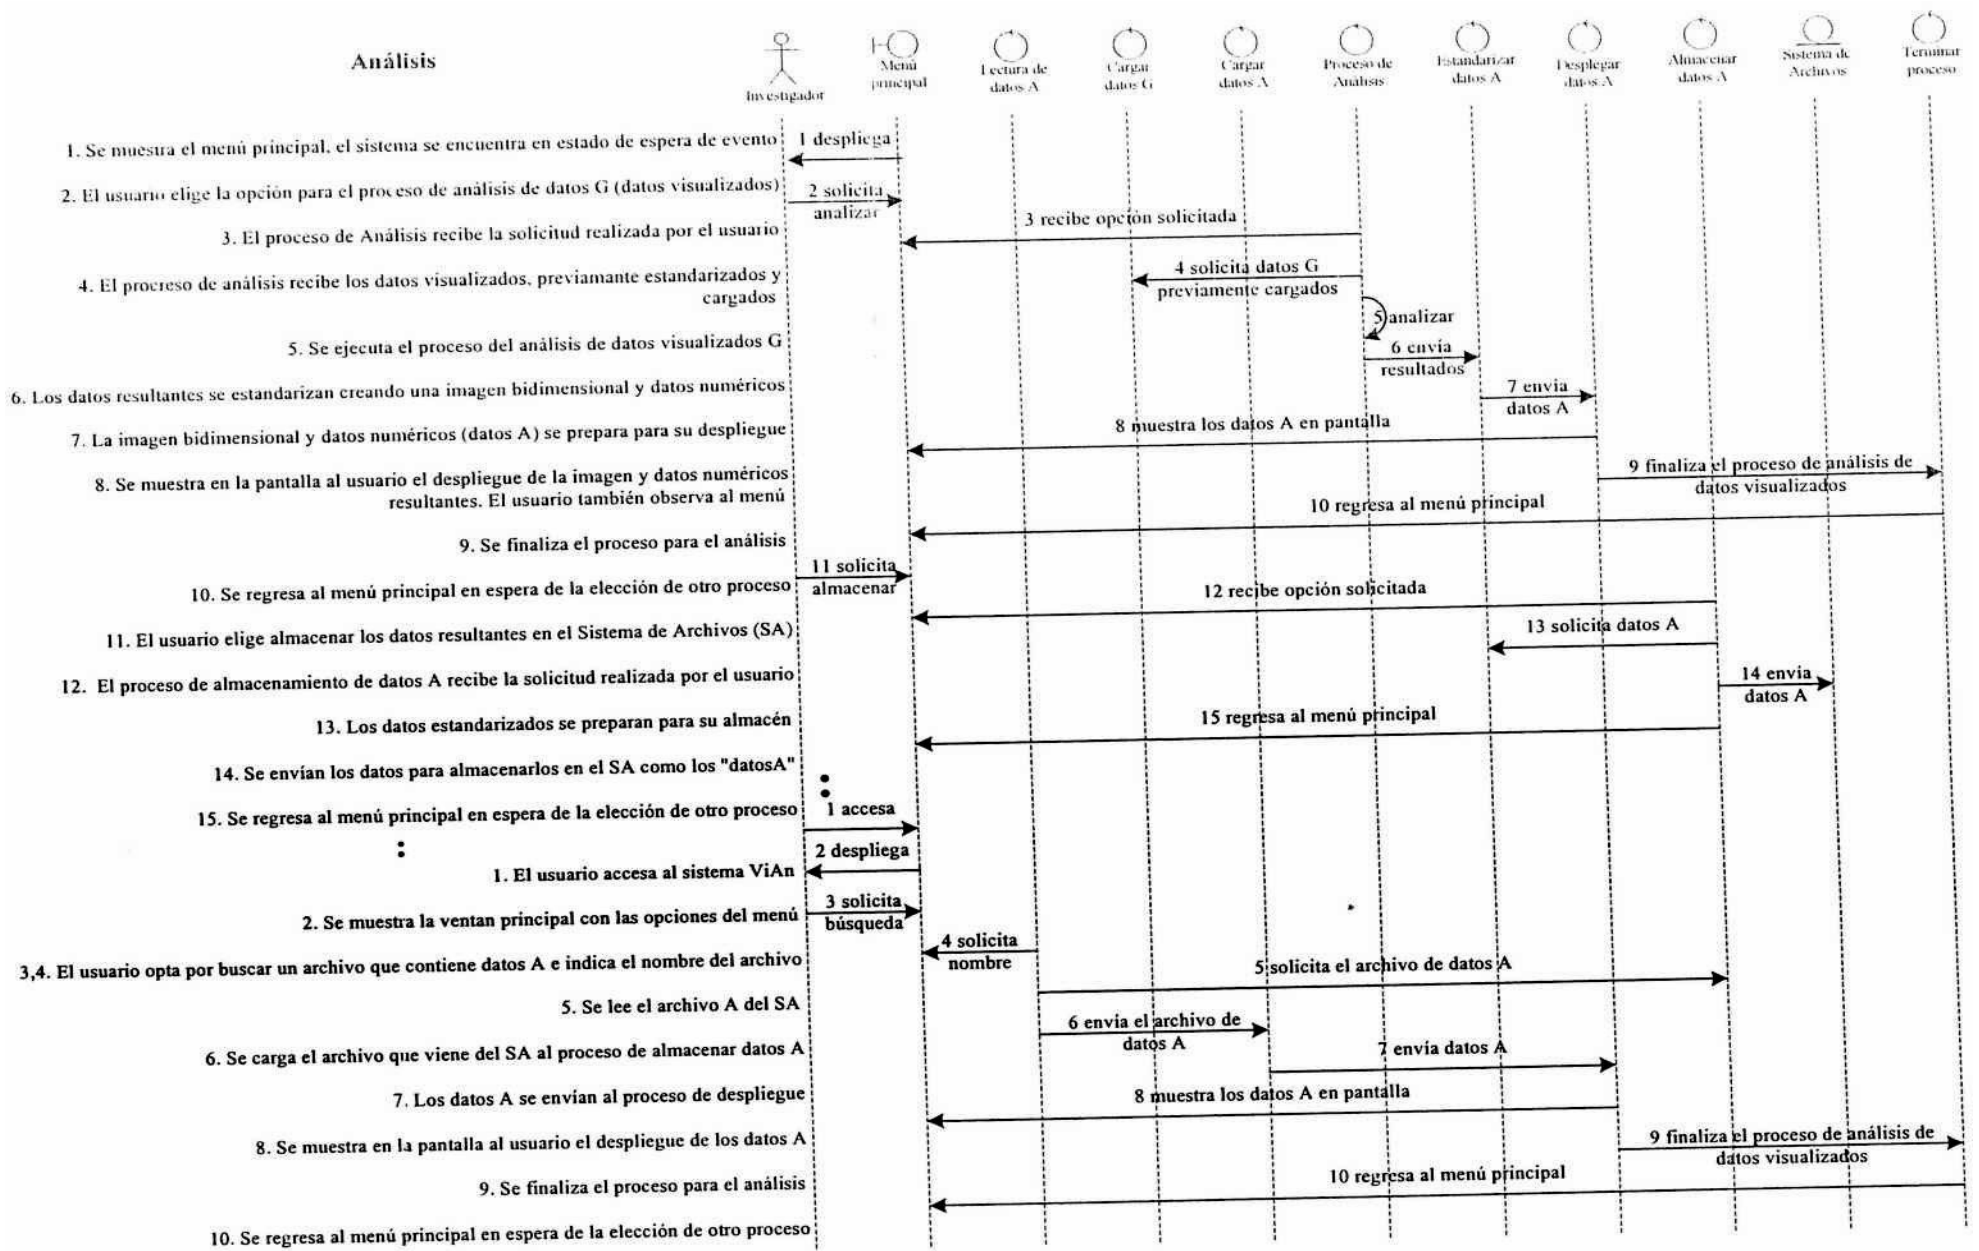 Análisis
Investigador
Menú
principal
Lectura de
datos A
Cargar
datos G
Cargar
datos A
Proceso de
Análisis
Estandarizar
datos A
Desplegar
datos A
Almacenar
datos A
Sistema de
Archivos
Terminar
proceso
1. Se muestra el menú principal, el sistema se encuentra en estado de espera de evento
1 despliega
2. El usuario elige la opción para el proceso de análisis de datos G (datos visualizados)
2 solicita
analizar
3. El proceso de Análisis recibe la solicitud realizada por el usuario
3 recibe opción solicitada
4. El procreso de análisis recibe los datos visualizados, previamante estandarizados y
cargados
4 solicita datos G
previamente cargados
5. Se ejecuta el proceso del análisis de datos visualizados G
5 analizar
6 envía
resultados
6. Los datos resultantes se estandarizan creando una imagen bidimensional y datos numéricos
7 envia
datos A
7. La imagen bidimensional y datos numéricos (datos A) se prepara para su despliegue
8 muestra los datos A en pantalla
8. Se muestra en la pantalla al usuario el despliegue de la imagen y datos numéricos
resultantes. El usuario también observa al menú
9 finaliza el proceso de análisis de
datos visualizados
10 regresa al menú principal
9. Se finaliza el proceso para el análisis
11 solicita
almacenar
10. Se regresa al menú principal en espera de la elección de otro proceso
12 recibe opción solicitada
11. El usuario elige almacenar los datos resultantes en el Sistema de Archivos (SA)
13 solicita datos A
12. El proceso de almacenamiento de datos A recibe la solicitud realizada por el usuario
14 envia
datos A
13. Los datos estandarizados se preparan para su almacén
15 regresa al menú principal
14. Se envían los datos para almacenarlos en el SA como los "datosA"
15. Se regresa al menú principal en espera de la elección de otro proceso
1 accesa
2 despliega
1. El usuario accesa al sistema ViAn
3 solicita
búsqueda
2. Se muestra la ventan principal con las opciones del menú
4 solicita
nombre
3,4. El usuario opta por buscar un archivo que contiene datos A e indica el nombre del archivo
5 solicita el archivo de datos A
5. Se lee el archivo A del SA
6 envía el archivo de
datos A
6. Se carga el archivo que viene del SA al proceso de almacenar datos A
7 envia datos A
7. Los datos A se envían al proceso de despliegue
8 muestra los datos A en pantalla
8. Se muestra en la pantalla al usuario el despliegue de los datos A
9 finaliza el proceso de análisis de
datos visualizados
9. Se finaliza el proceso para el análisis
10 regresa al menú principal
10. Se regresa al menú principal en espera de la elección de otro proceso